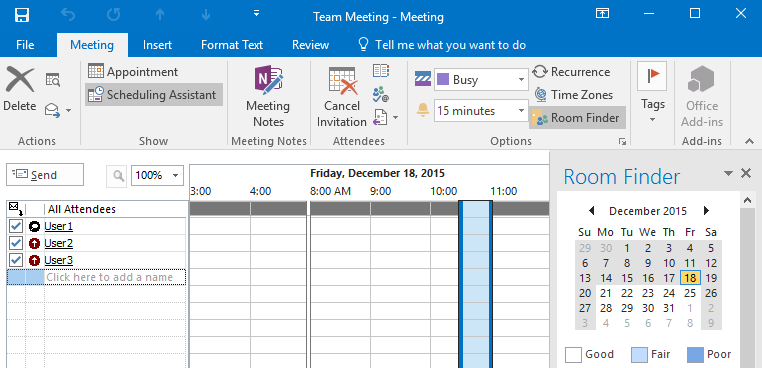 Team Meeting - Meeting
File Meeting Insert Format Text Review Tell me what you want to do
Delete
Actions
Appointment
Scheduling Assistant
Show
Meeting
Notes
Meeting Notes
Cancel
Invitation
Attendees
Busy
15 minutes
Recurrence
Time Zones
Room Finder
Options
Tags
Office
Add-ins
Add-ins
Send 100%
Friday, December 18, 2015
3:00 4:00 8:00 AM 9:00 10:00 11:00
All Attendees
User1
User2
User3
Click here to add a name
Room Finder
December 2015
Su Mo Tu We Th Fr Sa
29 30 1 2 3 4 5
6 7 8 9 10 11 12
13 14 15 16 17 18 19
20 21 22 23 24 25 26
27 28 29 30 31 1 2
3 4 5 6 7 8 9
Good Fair Poor